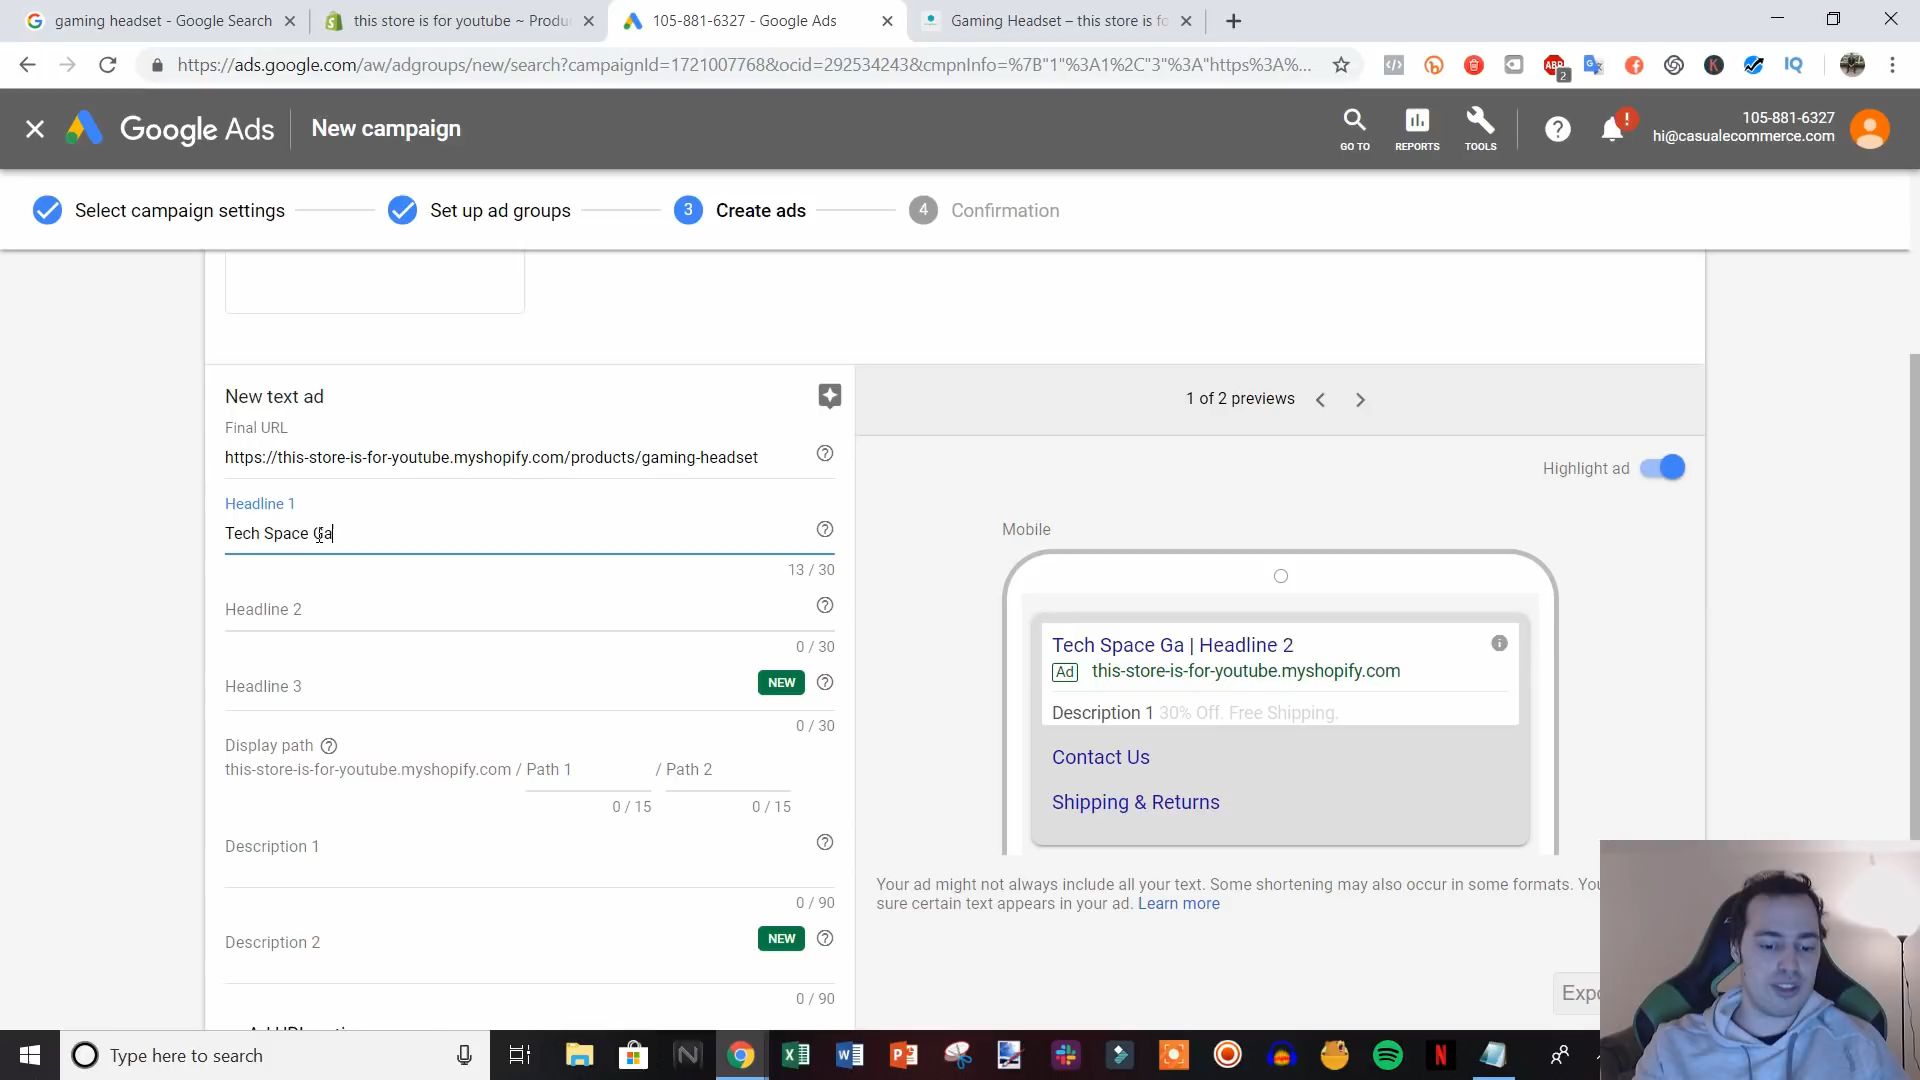 gaming headset - Google Search
this store is for youtube ~ Produ
105-881-6327 - Google Ads
Gaming Headset – this store is fo
https://ads.google.com/aw/adgroups/new/search?campaignId=1721007768&ocid=292534243&cmpnInfo=%7B"1"%3A1%2C"3"%3A"https%3A%...
ABP
2
K
IQ
Google Ads
New campaign
GO TO
REPORTS
TOOLS
!
105-881-6327
hi@casualecommerce.com
Select campaign settings
Set up ad groups
3
Create ads
4
Confirmation
New text ad
Final URL
https://this-store-is-for-youtube.myshopify.com/products/gaming-headset
Headline 1
Tech Space Ga
13 / 30
Headline 2
0 / 30
Headline 3
NEW
0 / 30
Display path
this-store-is-for-youtube.myshopify.com / Path 1 / Path 2
0 / 15
0 / 15
Description 1
0 / 90
Description 2
NEW
0 / 90
1 of 2 previews
Highlight ad
Mobile
Tech Space Ga | Headline 2
Ad this-store-is-for-youtube.myshopify.com
Description 1 30% Off. Free Shipping.
Contact Us
Shipping & Returns
Your ad might not always include all your text. Some shortening may also occur in some formats. You
sure certain text appears in your ad. Learn more
Type here to search